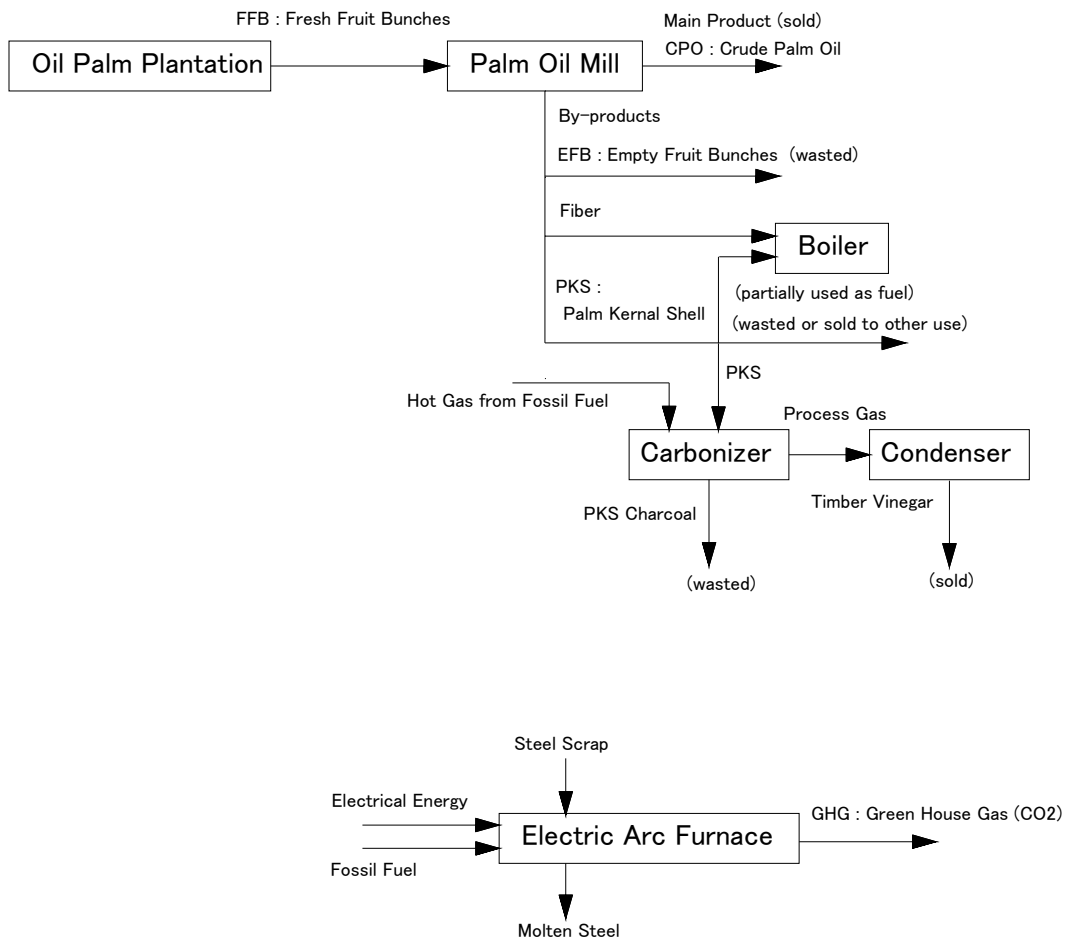 FFB : Fresh Fruit Bunches
Main Product (sold)
CPO : Crude Palm Oil
Oil Palm Plantation
Palm Oil Mill
By-products
EFB : Empty Fruit Bunches (wasted)
Fiber
Boiler
PKS :
Palm Kernal Shell
(partially used as fuel)
(wasted or sold to other use)
PKS
Hot Gas from Fossil Fuel
Process Gas
Carbonizer
Condenser
PKS Charcoal
Timber Vinegar
(wasted)
(sold)
Steel Scrap
Electrical Energy
Electric Arc Furnace
GHG : Green House Gas (CO2)
Fossil Fuel
Molten Steel